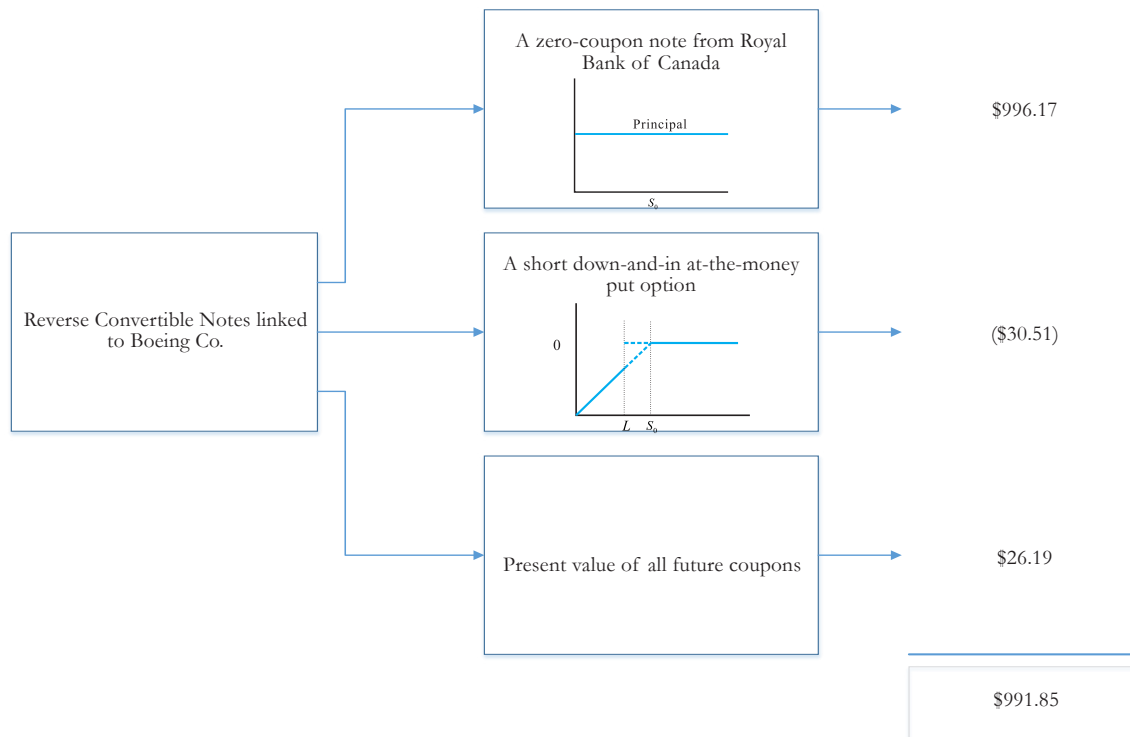 A zero-coupon note from Royal
Bank of Canada
Principal
S₀
$996.17
Reverse Convertible Notes linked
to Boeing Co.
A short down-and-in at-the-money
put option
0
L S₀
($30.51)
Present value of all future coupons
$26.19
$991.85